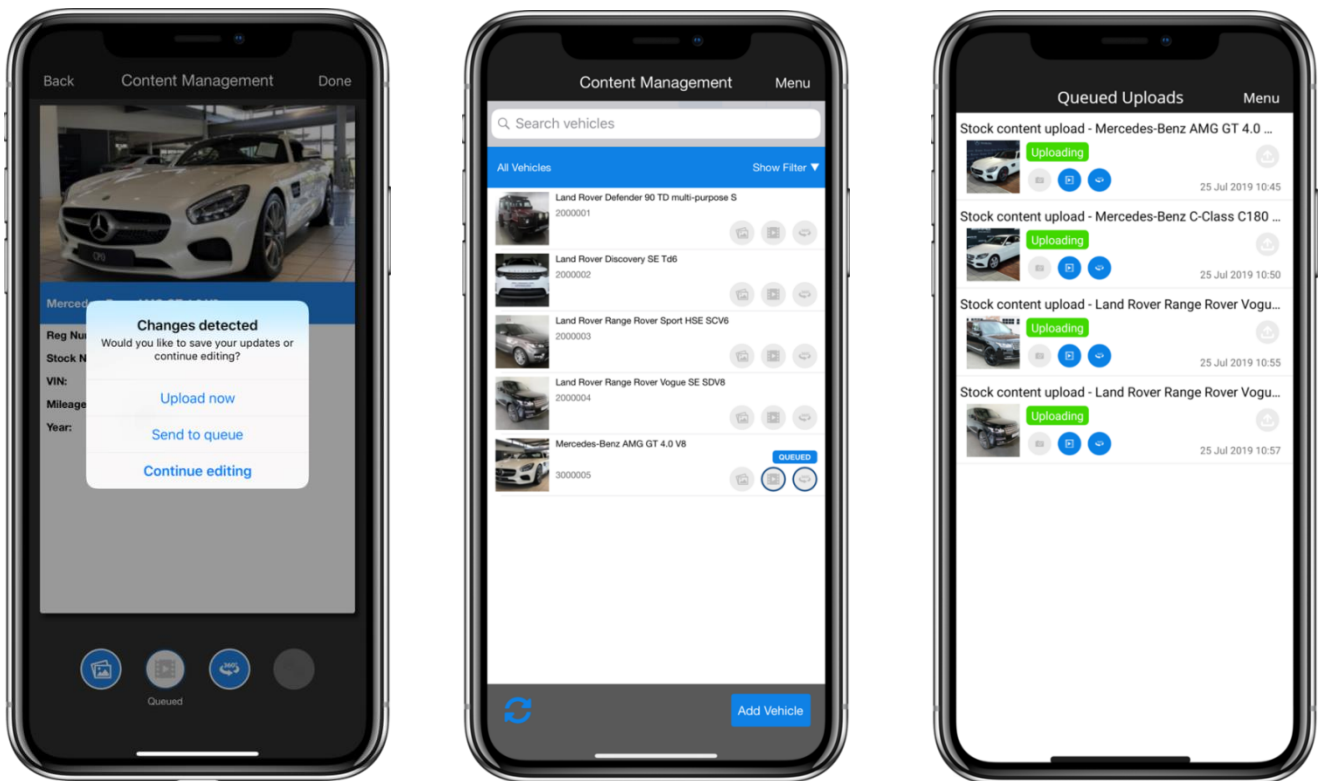 Back Content Management Done
Merced
Reg Nu
Stock N
VIN:
Mileage
Year:
Changes detected
Would you like to save your updates or
continue editing?
Upload now
Send to queue
Continue editing
360°
Queued
Content Management Menu
Search vehicles
All Vehicles Show Filter ▼
Land Rover Defender 90 TD multi-purpose S
2000001
Land Rover Discovery SE Td6
2000002
Land Rover Range Rover Sport HSE SCV6
2000003
Land Rover Range Rover Vogue SE SDV8
2000004
Mercedes-Benz AMG GT 4.0 V8
QUEUED
3000005
Add Vehicle
Queued Uploads Menu
Stock content upload - Mercedes-Benz AMG GT 4.0 ...
Uploading
25 Jul 2019 10:45
Stock content upload - Mercedes-Benz C-Class C180 ...
Uploading
25 Jul 2019 10:50
Stock content upload - Land Rover Range Rover Vogu...
Uploading
25 Jul 2019 10:55
Stock content upload - Land Rover Range Rover Vogu...
Uploading
25 Jul 2019 10:57